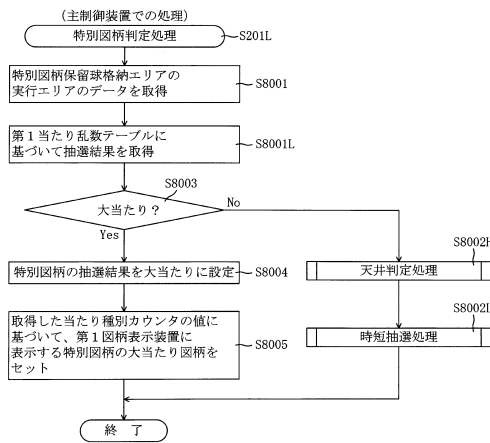 （主制御装置での処理）
特別図柄判定処理
S201L
特別図柄保留球格納エリアの
実行エリアのデータを取得
S8001
第１当たり乱数テーブルに
基づいて抽選結果を取得
S8001L
S8003
大当たり？
No
Yes
S8002H
天井判定処理
特別図柄の抽選結果を大当たりに設定
S8004
S8002I
時短抽選処理
取得した当たり種別カウンタの値に
基づいて、第１図柄表示装置に
表示する特別図柄の大当たり図柄を
セット
S8005
終 了